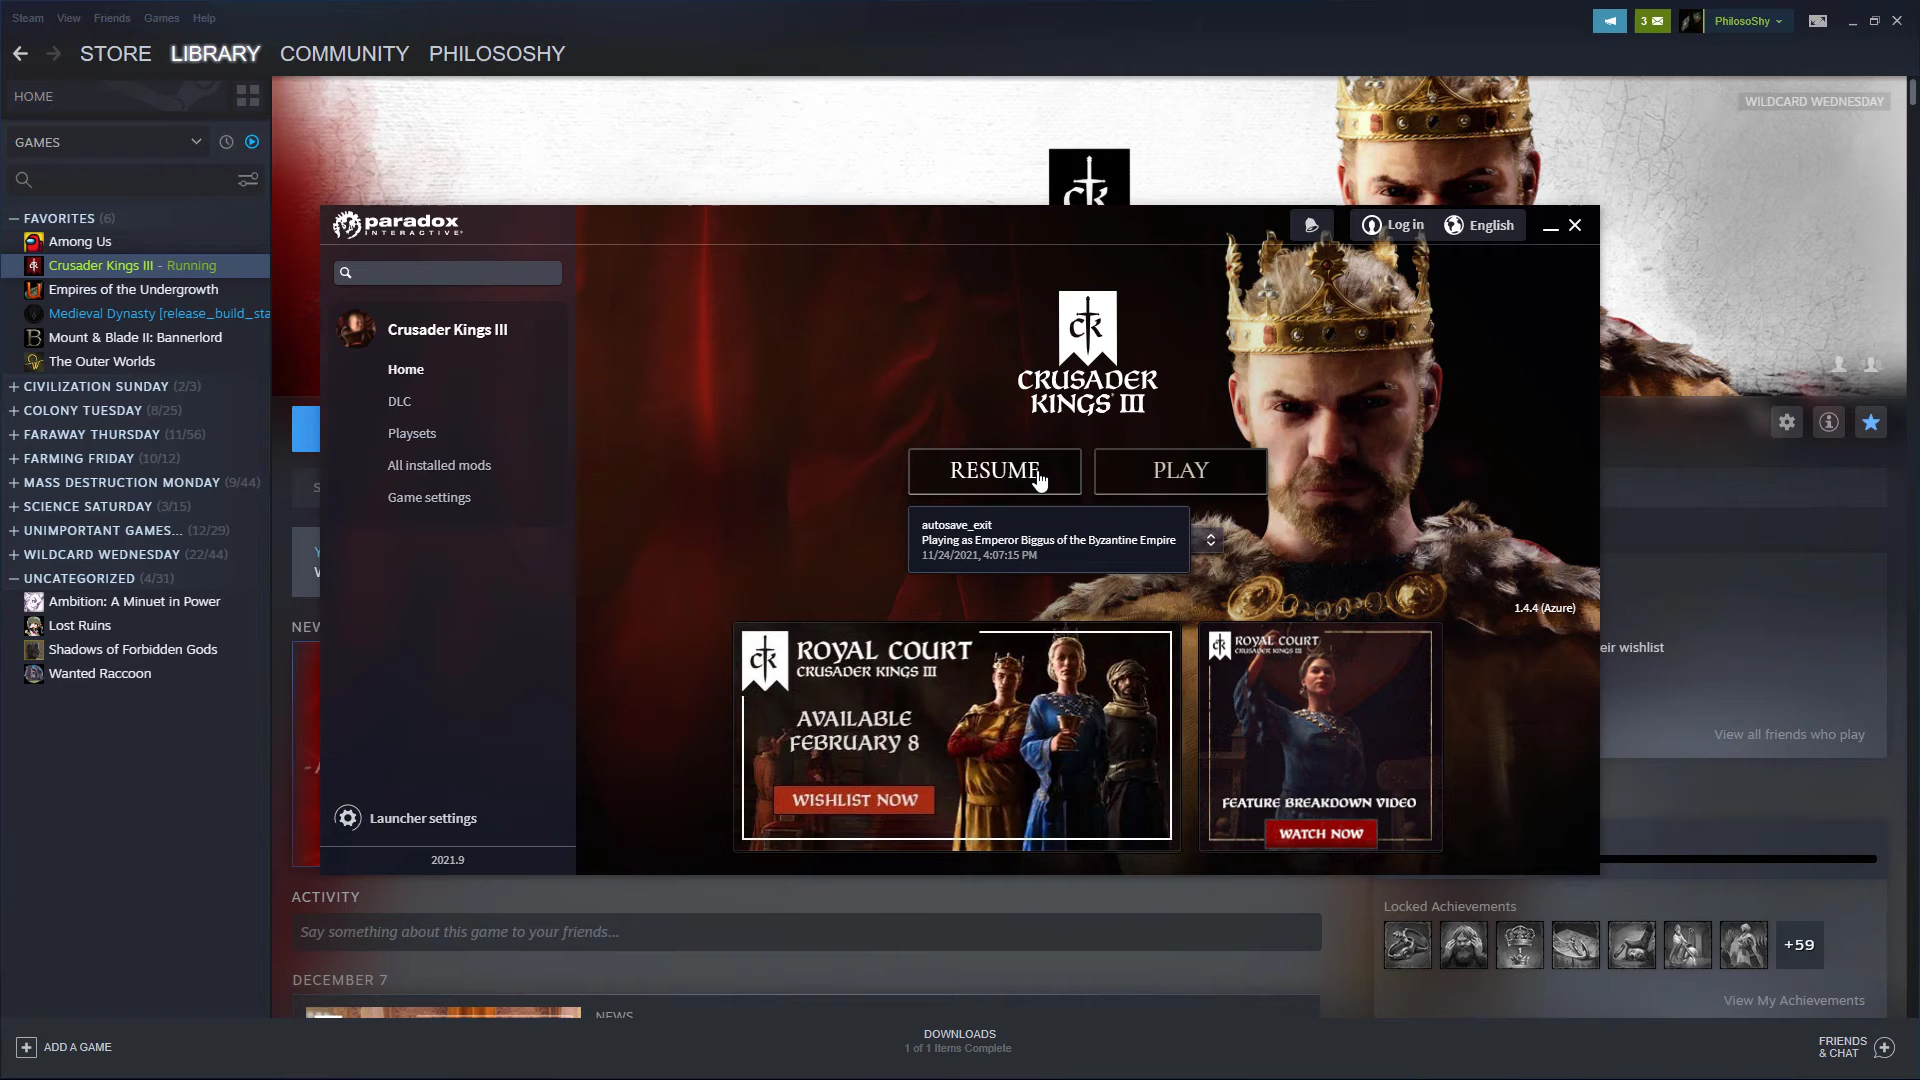 Steam View Friends Games Help
3 PhilosoShy
STORE LIBRARY COMMUNITY PHILOSOSHY
HOME
WILDCARD WEDNESDAY
GAMES
FAVORITES (6)
Among Us
Crusader Kings III - Running
Empires of the Undergrowth
Medieval Dynasty [release_build_sta
Mount & Blade II: Bannerlord
The Outer Worlds
CIVILIZATION SUNDAY (2/3)
COLONY TUESDAY (8/25)
FARAWAY THURSDAY (11/56)
FARMING FRIDAY (10/12)
MASS DESTRUCTION MONDAY (9/44)
SCIENCE SATURDAY (3/15)
UNIMPORTANT GAMES... (12/29)
WILDCARD WEDNESDAY (22/44)
UNCATEGORIZED (4/31)
Ambition: A Minuet in Power
Lost Ruins
Shadows of Forbidden Gods
Wanted Raccoon
ck
paradox
INTERACTIVE
Log in English
Crusader Kings III
Home
DLC
Playsets
All installed mods
Game settings
Launcher settings
2021.9
ck
CRUSADER
KINGS III
RESUME PLAY
autosave_exit
Playing as Emperor Biggus of the Byzantine Empire
11/24/2021, 4:07:15 PM
1.4.4 (Azure)
ck
ROYAL COURT
CRUSADER KINGS III
AVAILABLE
FEBRUARY 8
WISHLIST NOW
ck
ROYAL COURT
CRUSADER KINGS III
FEATURE BREAKDOWN VIDEO
WATCH NOW
NEW
eir wishlist
View all friends who play
ACTIVITY
Say something about this game to your friends...
DECEMBER 7
NEWS
Locked Achievements
+59
View My Achievements
ADD A GAME
DOWNLOADS
1 of 1 Items Complete
FRIENDS
& CHAT